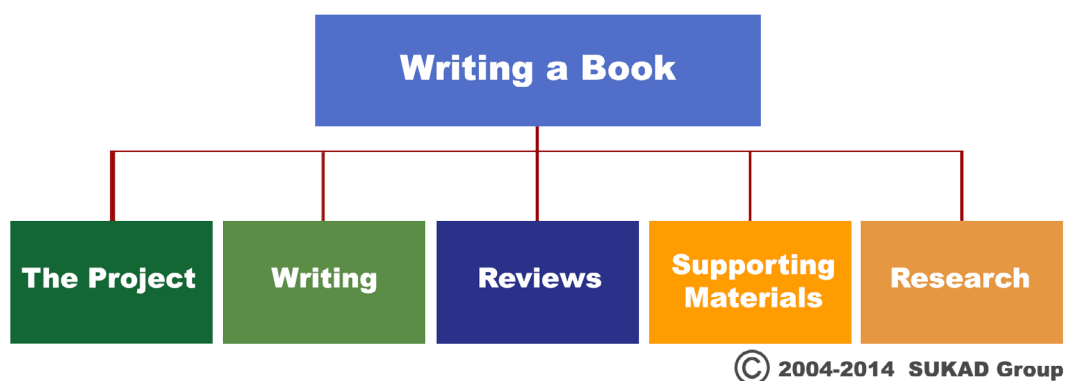 Writing a Book
The Project
Writing
Reviews
Supporting
Materials
Research
© 2004-2014 SUKAD Group